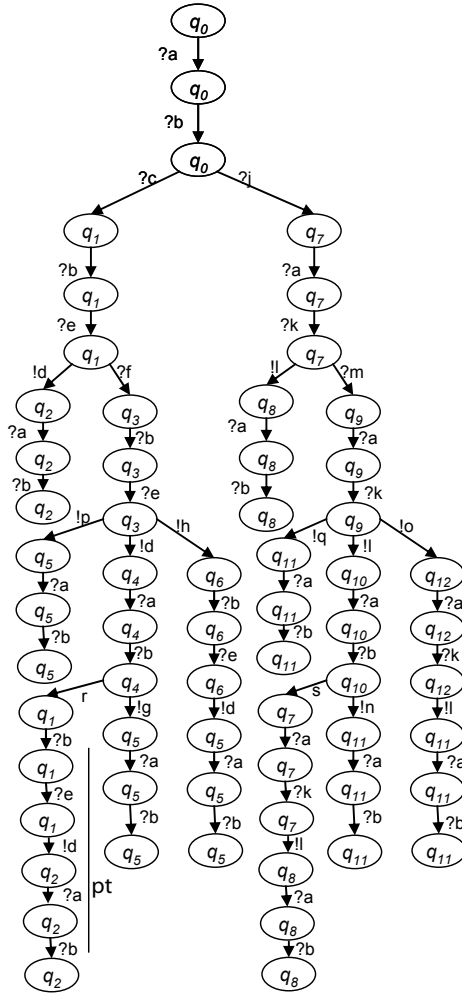 q0
?a
q0
?b
q0
?c ?j
q1 q7
?b ?a
q1 q7
?e ?k
q1 q7
!d ?f !l ?m
q2 q3 q8 q9
?a ?b ?a ?a
q2 q3 q8 q9
?b ?e ?b ?k
q2 q3 q8 q9
!p !d !h !q !l !o
q5 q4 q6 q11 q10 q12
?a ?a ?b ?a ?a ?a
q5 q4 q6 q11 q10 q12
?b ?b ?e ?b ?b ?k
q5 q4 q6 q11 q10 q12
r !g !d s !n !l
q1 q5 q5 q7 q11 q11
?b ?a ?a ?a ?a ?a
q1 q5 q5 q7 q11 q11
?e ?b ?b ?k ?b ?b
q1 q5 q5 q7 q11 q11
!d !l
q2 pt q8
?a ?a
q2 q8
?b ?b
q2 q8